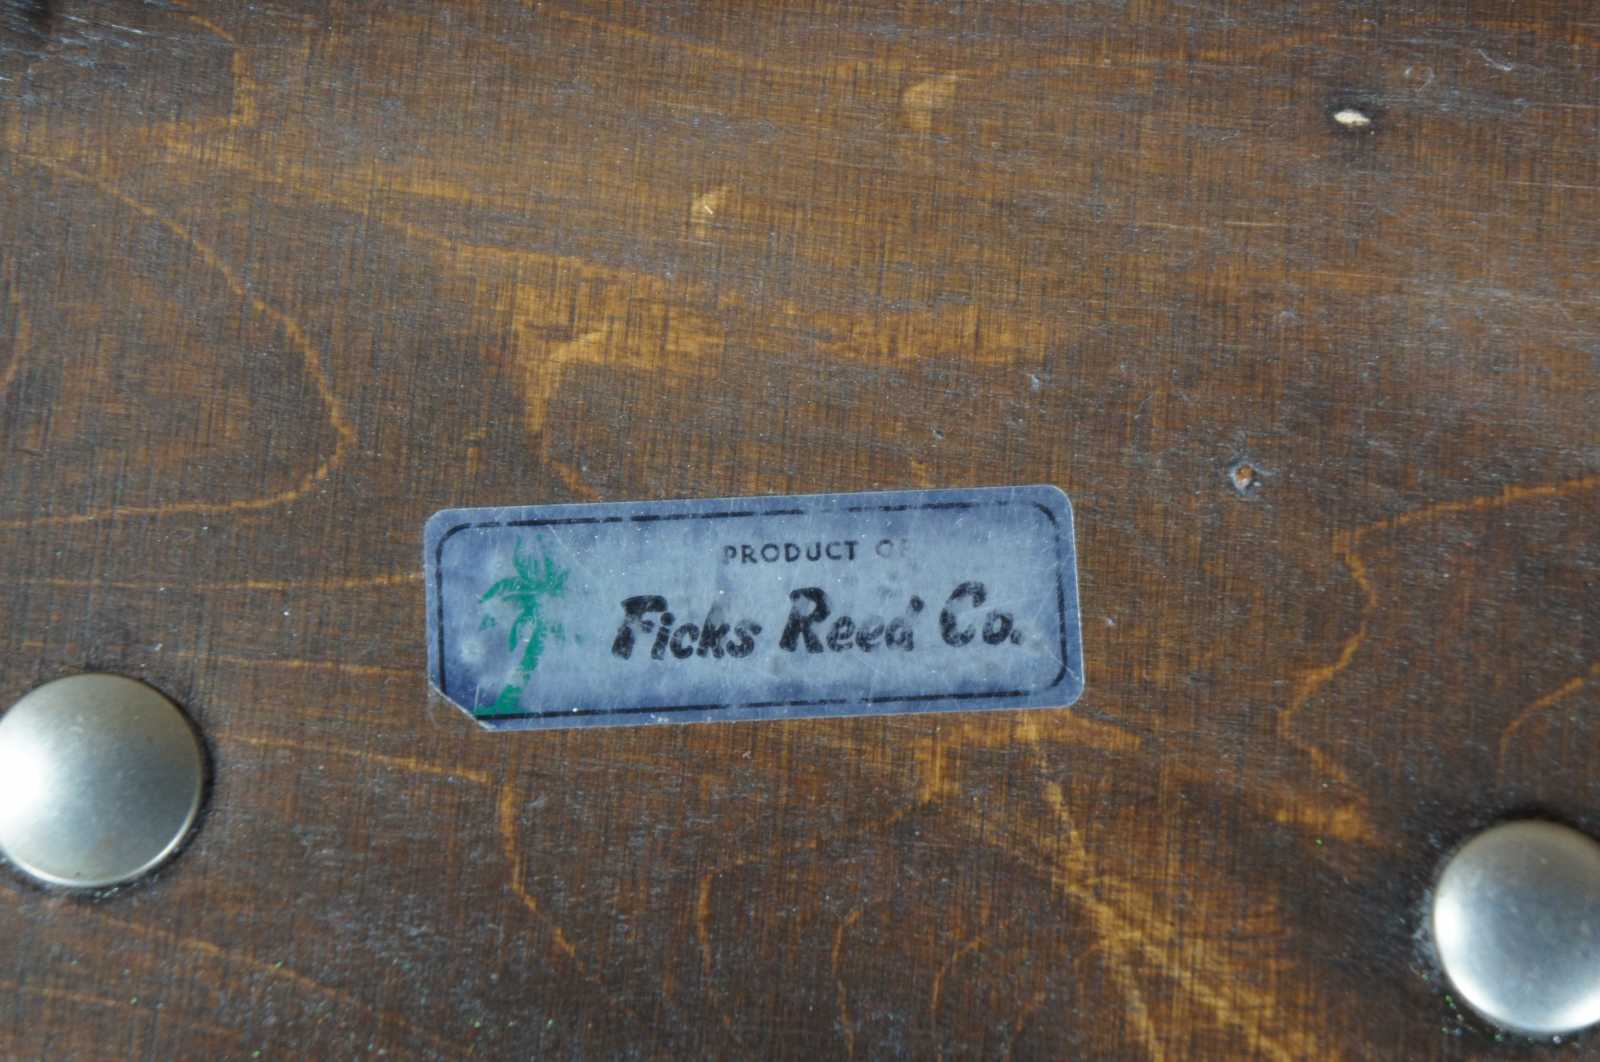 PRODUCT OF
Ficks Reed Co.